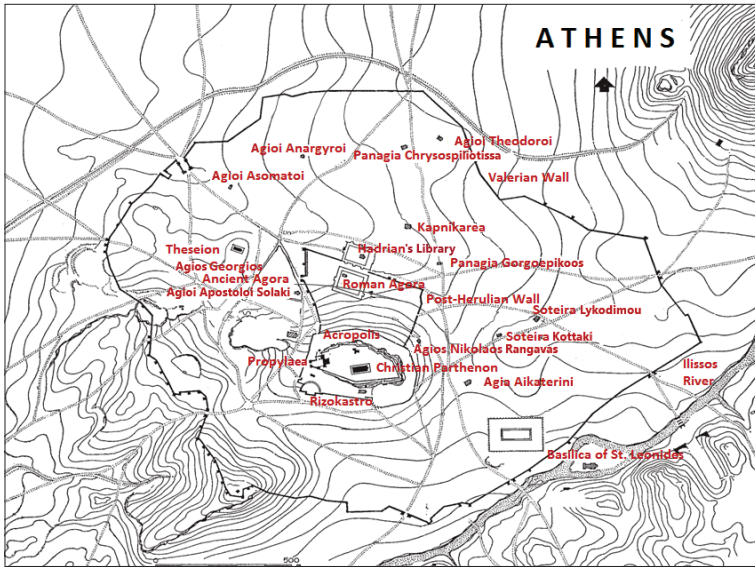 ATHENS
Agioi Theodoroi
Agioi Anargyroi
Panagia Chrysospiliotissa
Agioi Asomatoi
Valerian Wall
Kapnikarea
Theseion
Hadrian's Library
Agios Georgios
Panagia Gorgoepikoos
Ancient Agora
Roman Agora
Agioi Apostoloi Solaki
Post-Herulian Wall
Soteira Lykodimou
Acropolis
Soteira Kottaki
Agios Nikolaos Rangavas
Propylaea
Christian Parthenon
Ilissos
River
Agia Aikaterini
Rizokastro
Basilica of St. Leonides
500